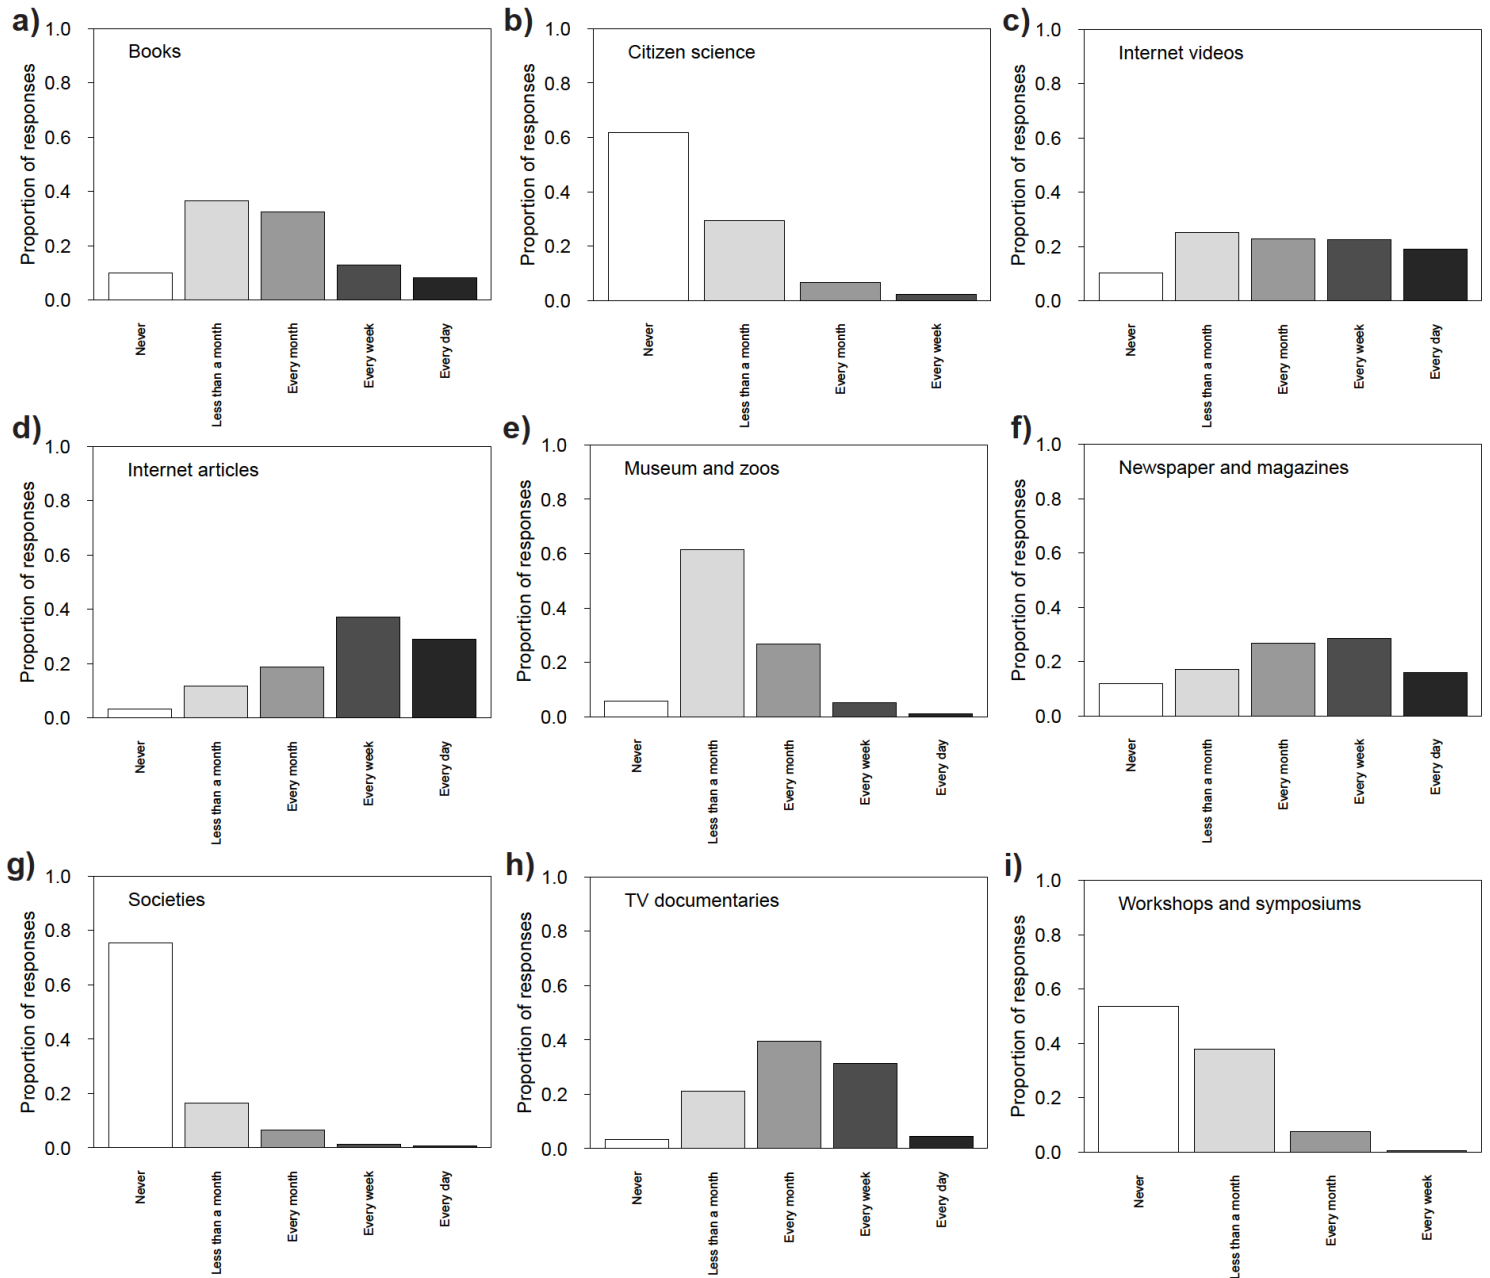 a)
Books
Proportion of responses
1.0
0.8
0.6
0.4
0.2
0.0
Never
Less than a month
Every month
Every week
Every day
b)
Citizen science
Proportion of responses
1.0
0.8
0.6
0.4
0.2
0.0
Never
Less than a month
Every month
Every week
c)
Internet videos
Proportion of responses
1.0
0.8
0.6
0.4
0.2
0.0
Never
Less than a month
Every month
Every week
Every day
d)
Internet articles
Proportion of responses
1.0
0.8
0.6
0.4
0.2
0.0
Never
Less than a month
Every month
Every week
Every day
e)
Museum and zoos
Proportion of responses
1.0
0.8
0.6
0.4
0.2
0.0
Never
Less than a month
Every month
Every week
Every day
f)
Newspaper and magazines
Proportion of responses
1.0
0.8
0.6
0.4
0.2
0.0
Never
Less than a month
Every month
Every week
Every day
g)
Societies
Proportion of responses
1.0
0.8
0.6
0.4
0.2
0.0
Never
Less than a month
Every month
Every week
Every day
h)
TV documentaries
Proportion of responses
1.0
0.8
0.6
0.4
0.2
0.0
Never
Less than a month
Every month
Every week
Every day
i)
Workshops and symposiums
Proportion of responses
1.0
0.8
0.6
0.4
0.2
0.0
Never
Less than a month
Every month
Every week